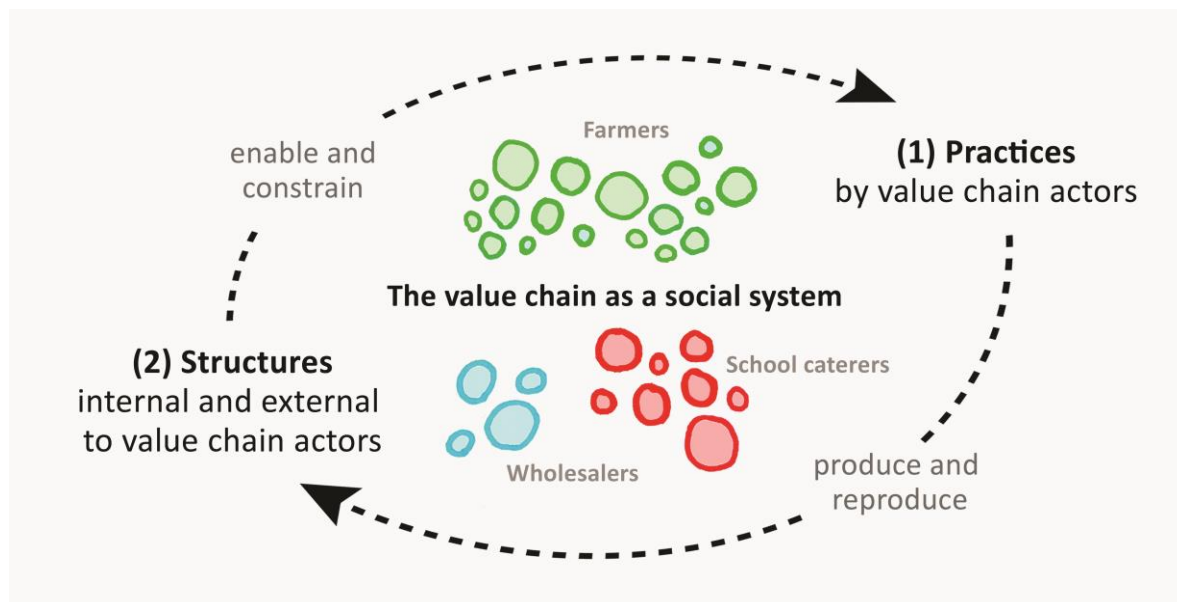 Farmers
enable and
constrain
(1) Practices
by value chain actors
The value chain as a social system
(2) Structures
internal and external
to value chain actors
School caterers
Wholesalers
produce and
reproduce